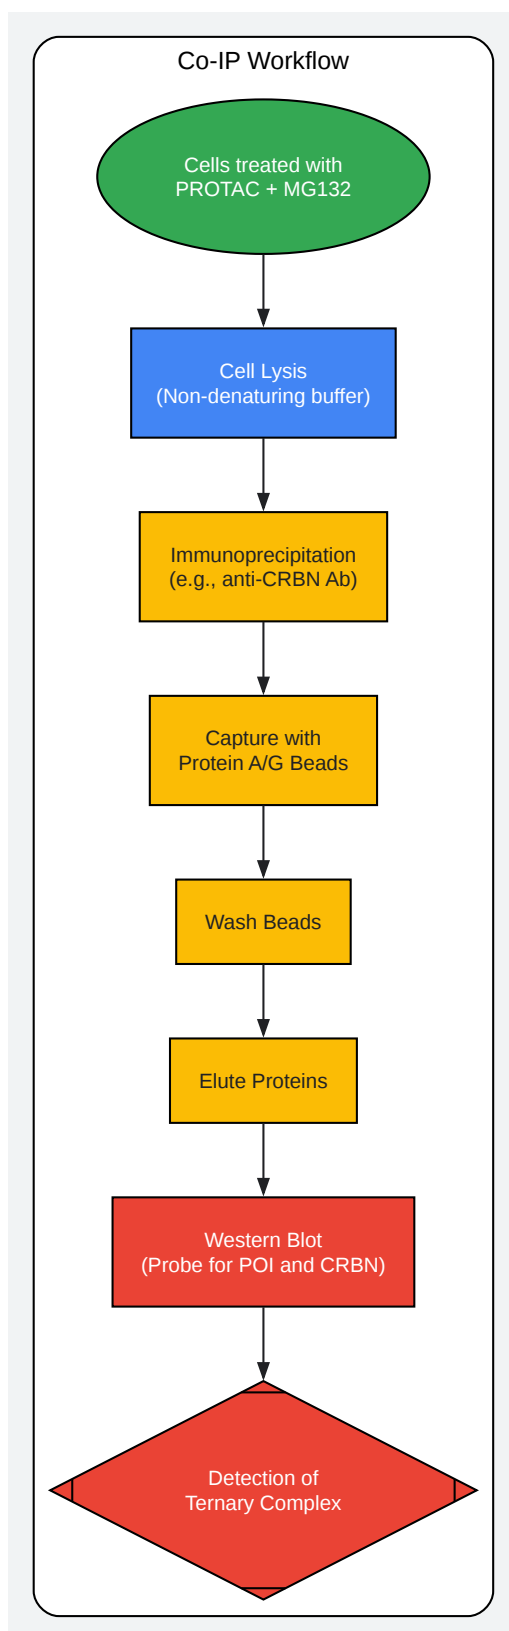 Co-IP Workflow
Cells treated with
PROTAC + MG132
Cell Lysis
(Non-denaturing buffer)
Immunoprecipitation
(e.g., anti-CRBN Ab)
Capture with
Protein A/G Beads
Wash Beads
Elute Proteins
Western Blot
(Probe for POI and CRBN)
Detection of
Ternary Complex